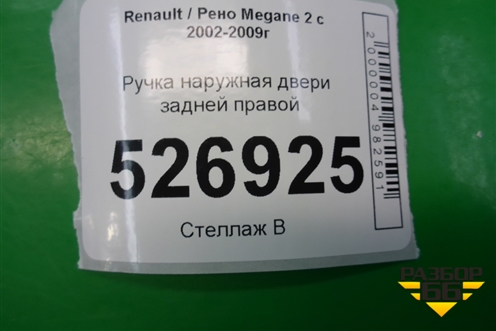 Renault / Рено Megane 2 с
2002-2009г
Ручка наружная двери
задней правой
526925
Стеллаж В
2000004982591
РАЗБОР
66